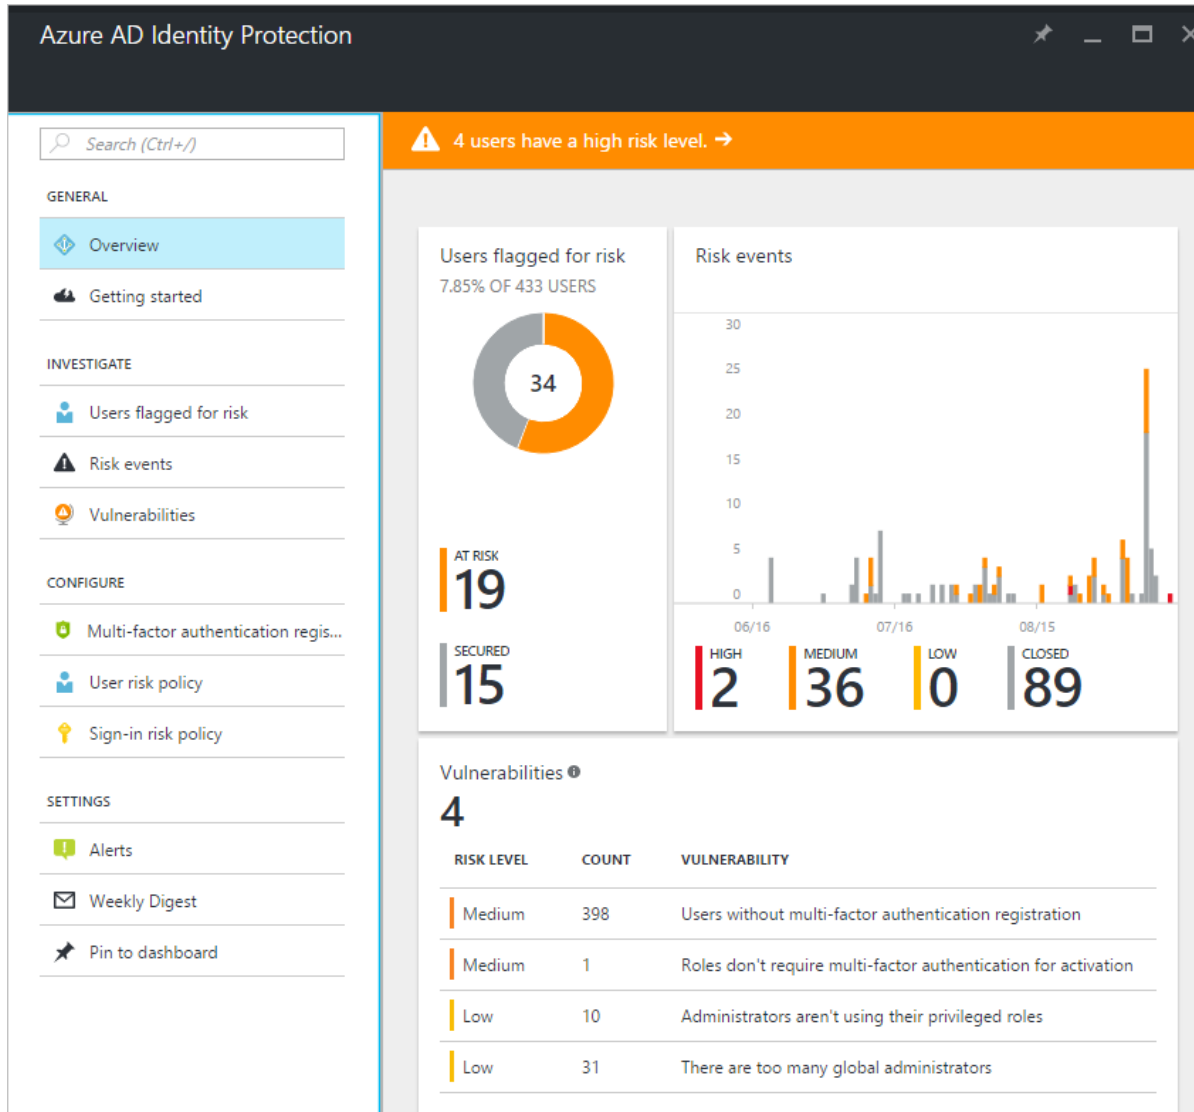 Azure AD Identity Protection
Search (Ctrl+/)
GENERAL
Overview
Getting started
INVESTIGATE
Users flagged for risk
Risk events
Vulnerabilities
CONFIGURE
Multi-factor authentication regis...
User risk policy
Sign-in risk policy
SETTINGS
Alerts
Weekly Digest
Pin to dashboard
4 users have a high risk level. →
Users flagged for risk
7.85% OF 433 USERS
34
AT RISK
19
SECURED
15
Risk events
30
25
20
15
10
5
0
06/16 07/16 08/15
HIGH MEDIUM LOW CLOSED
2 36 0 89
Vulnerabilities
4
RISK LEVEL COUNT VULNERABILITY
Medium 398 Users without multi-factor authentication registration
Medium 1 Roles don't require multi-factor authentication for activation
Low 10 Administrators aren't using their privileged roles
Low 31 There are too many global administrators